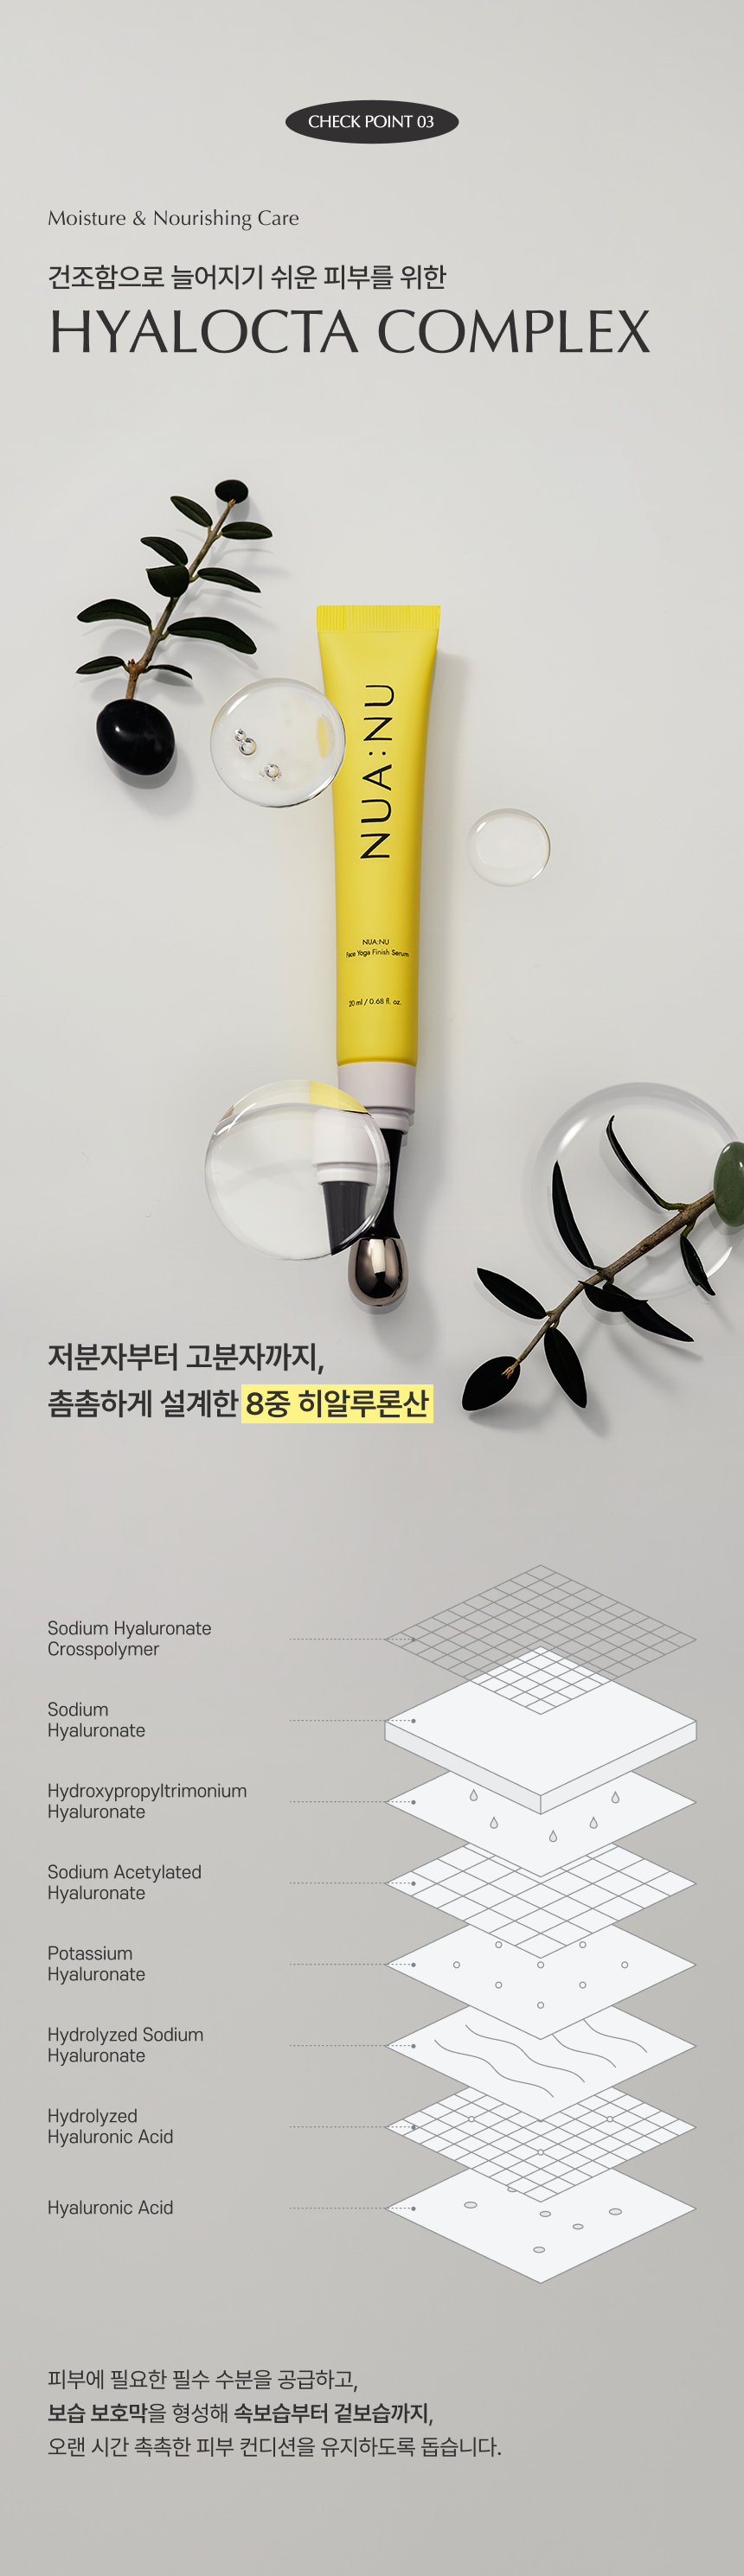 CHECK POINT 03
Moisture & Nourishing Care
건조함으로 늘어지기 쉬운 피부를 위한
HYALOCTA COMPLEX
NUA:NU
NUA:NU
Face Yoga Finish Serum
20 ml / 0.68 fl. oz.
저분자부터 고분자까지,
촘촘하게 설계한 8중 히알루론산
Sodium Hyaluronate
Crosspolymer
Sodium
Hyaluronate
Hydroxypropyltrimonium
Hyaluronate
Sodium Acetylated
Hyaluronate
Potassium
Hyaluronate
Hydrolyzed Sodium
Hyaluronate
Hydrolyzed
Hyaluronic Acid
Hyaluronic Acid
피부에 필요한 필수 수분을 공급하고,
보습 보호막을 형성해 속보습부터 겉보습까지,
오랜 시간 촉촉한 피부 컨디션을 유지하도록 돕습니다.